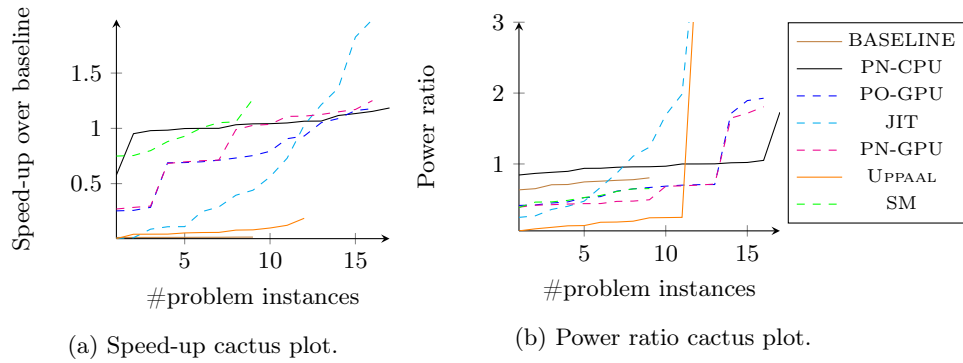 Speed-up over baseline
1.5
1
0.5
5
10
15
#problem instances
(a) Speed-up cactus plot.
Power ratio
3
2
1
5
10
15
#problem instances
(b) Power ratio cactus plot.
BASELINE
PN-CPU
PO-GPU
JIT
PN-GPU
UPPAAL
SM